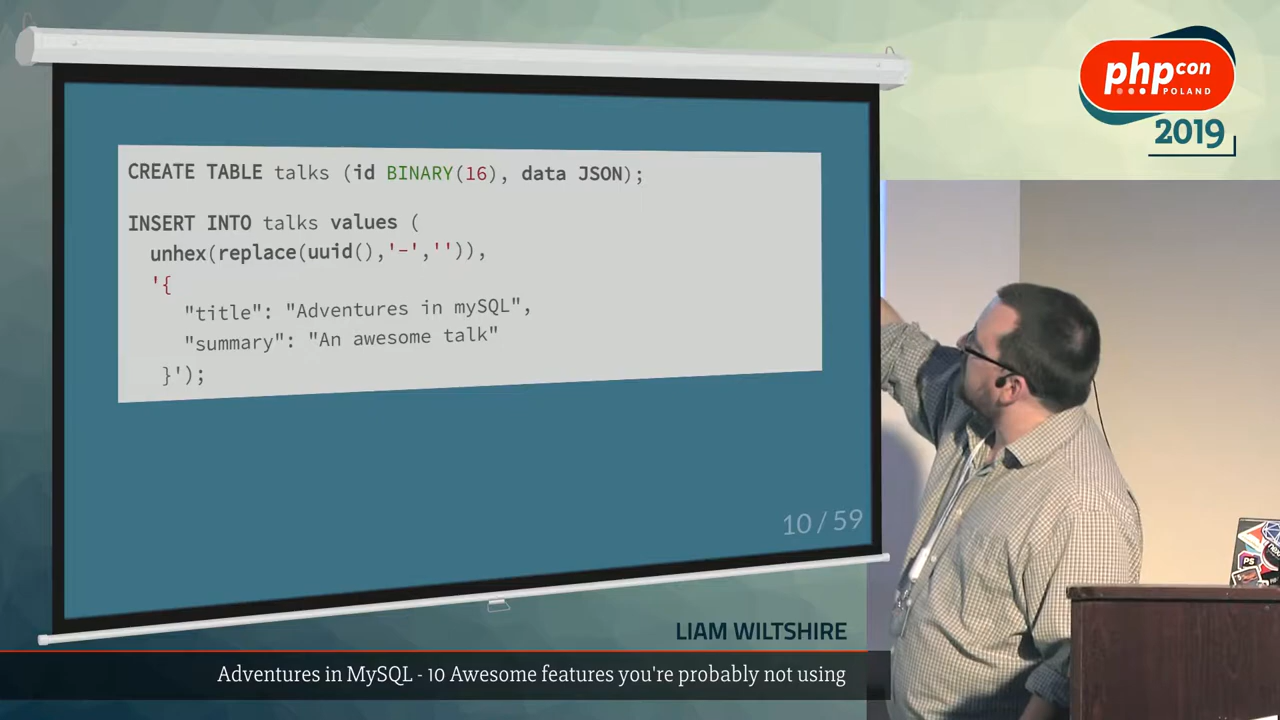 php con
POLAND
2019
CREATE TABLE talks (id BINARY(16), data JSON);
INSERT INTO talks values (
unhex(replace(uuid(),'-','')),
'{
"title": "Adventures in mySQL",
"summary": "An awesome talk"
}');
10 / 59
PS
LIAM WILTSHIRE
Adventures in MySQL - 10 Awesome features you're probably not using